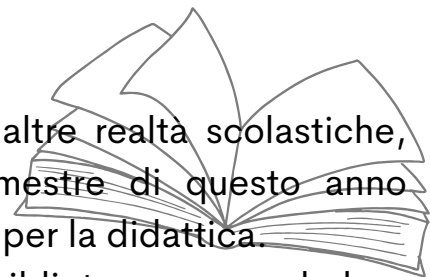 altre realtà scolastiche,
mestre di questo anno
per la didattica.